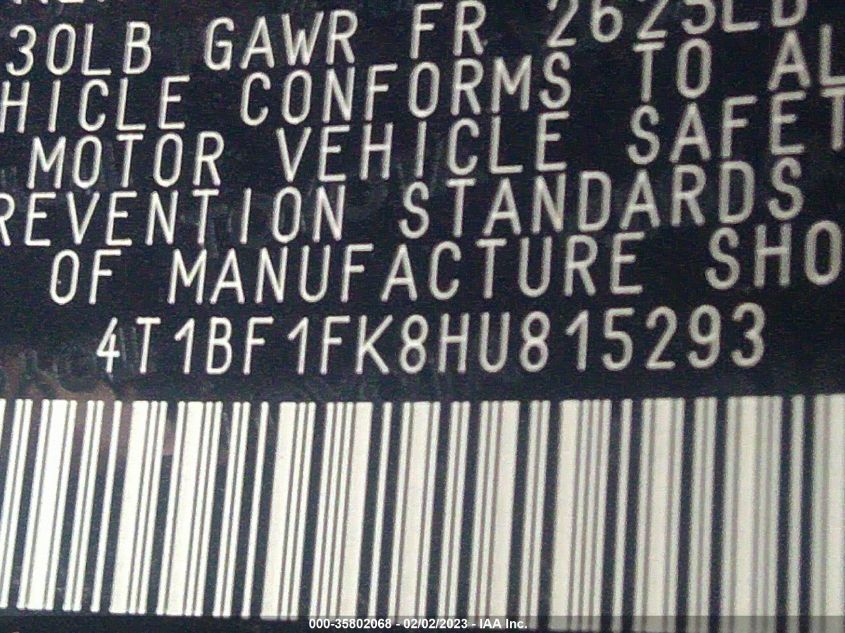 30LB GAWR FR 2625LB
HICLE CONFORMS TO AL
MOTOR VEHICLE SAFET
REVENTION STANDARDS
OF MANUFACTURE SHO
4T1BF1FK8HU815293
000-35802068 - 02/02/2023 - IAA Inc.